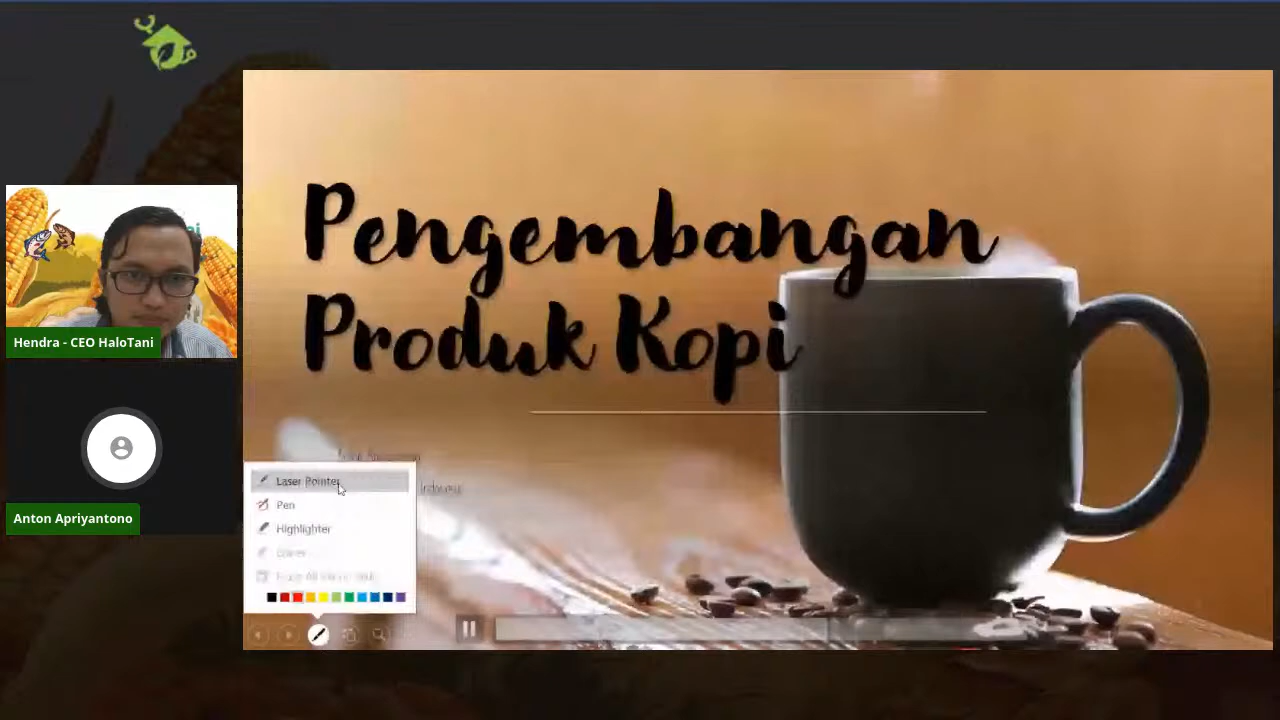 Pengembangan
Produk Kopi
Hendra - CEO HaloTani
Laser Pointer
Pen
Highlighter
Anton Apriyantono